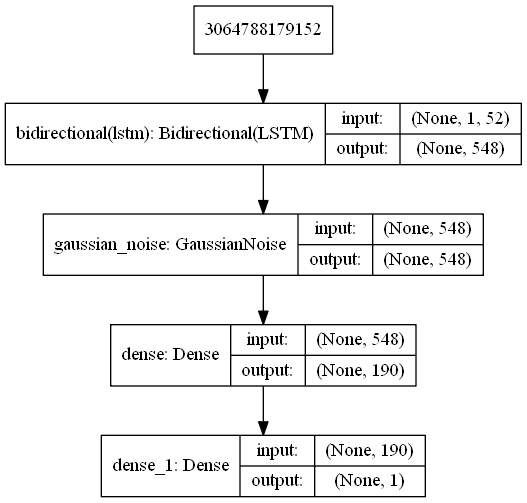 3064788179152
bidirectional(lstm): Bidirectional(LSTM)
input:
(None, 1, 52)
output:
(None, 548)
gaussian_noise: GaussianNoise
input:
(None, 548)
output:
(None, 548)
dense: Dense
input:
(None, 548)
output:
(None, 190)
dense_1: Dense
input:
(None, 190)
output:
(None, 1)